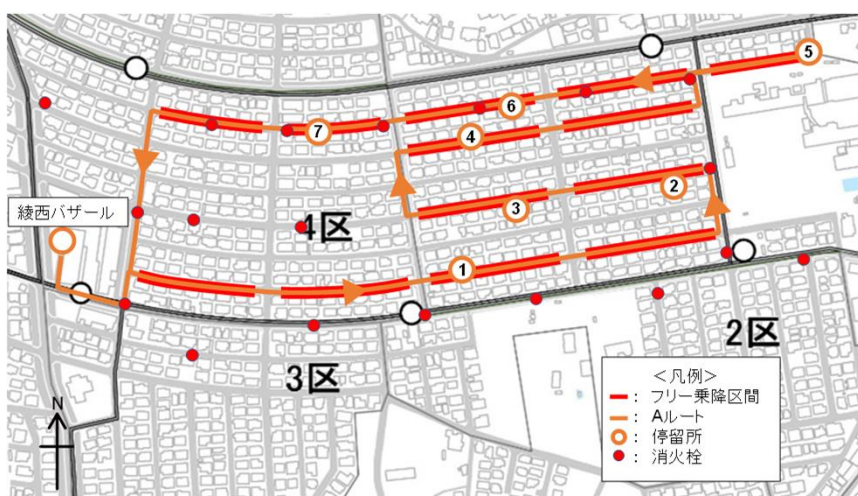 5
6
7
4
綾西バザール
2
4区
3
1
2区
3区
N
<凡例>
: フリー乗降区間
: Aルート
: 停留所
: 消火栓